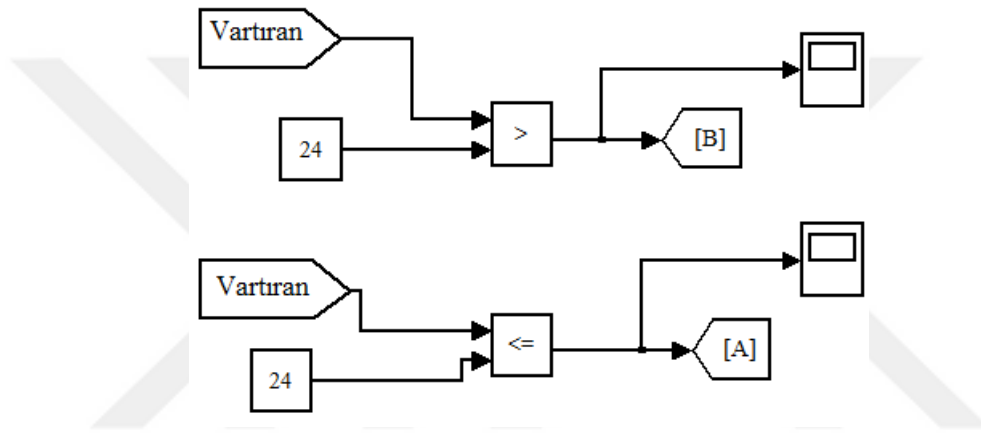 Vartıran
24
>
[B]
Vartıran
24
<=
[A]